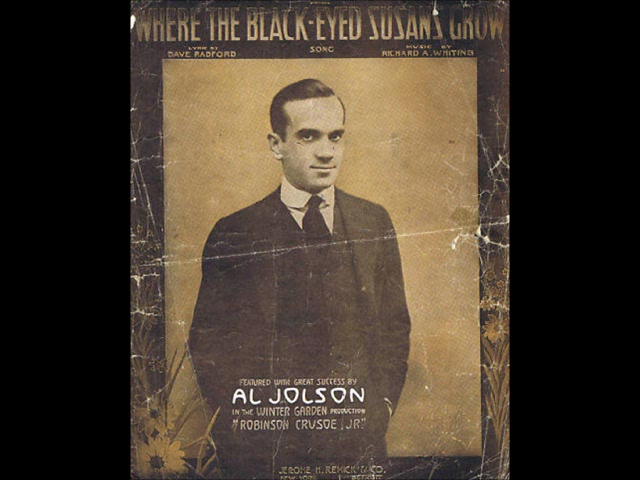 WHERE THE BLACK-EYED SUSANS GROW
LYRIC BY
DAVE RADFORD
SONG
MUSIC BY
RICHARD A. WHITING
FEATURED WITH GREAT SUCCESS BY
AL JOLSON
IN THE WINTER GARDEN PRODUCTION
"ROBINSON CRUSOE, JR."
JEROME H. REMICK & CO.
NEW YORK DETROIT